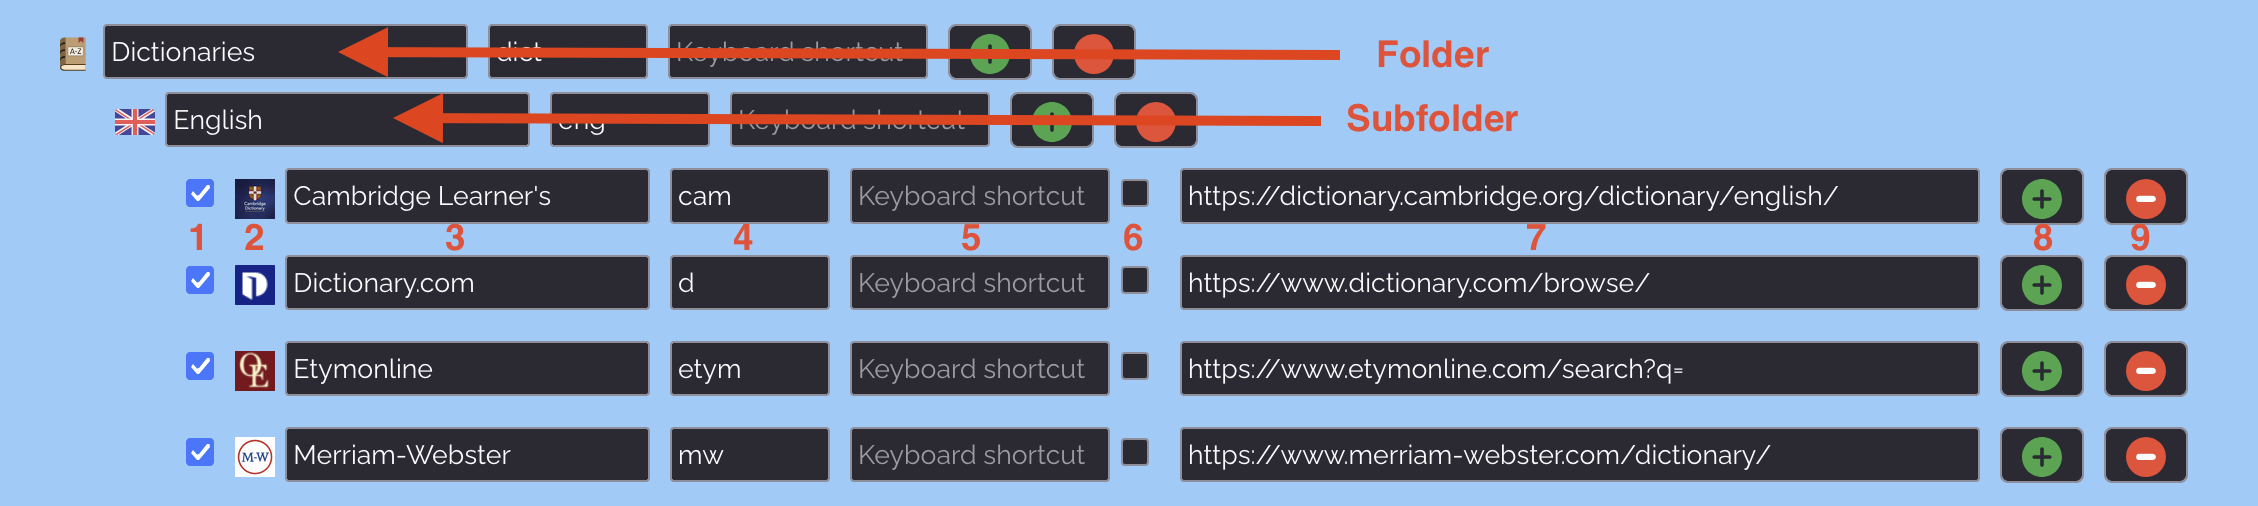 A-Z Dictionaries dict Keyboard shortcut Folder
English eng Keyboard shortcut Subfolder
Cambridge Dictionary Cambridge Learner's cam Keyboard shortcut https://dictionary.cambridge.org/dictionary/english/
1 2 3 4 5 6 7 8 9
D Dictionary.com d Keyboard shortcut https://www.dictionary.com/browse/
OE Etymonline etym Keyboard shortcut https://www.etymonline.com/search?q=
M-W Merriam-Webster mw Keyboard shortcut https://www.merriam-webster.com/dictionary/